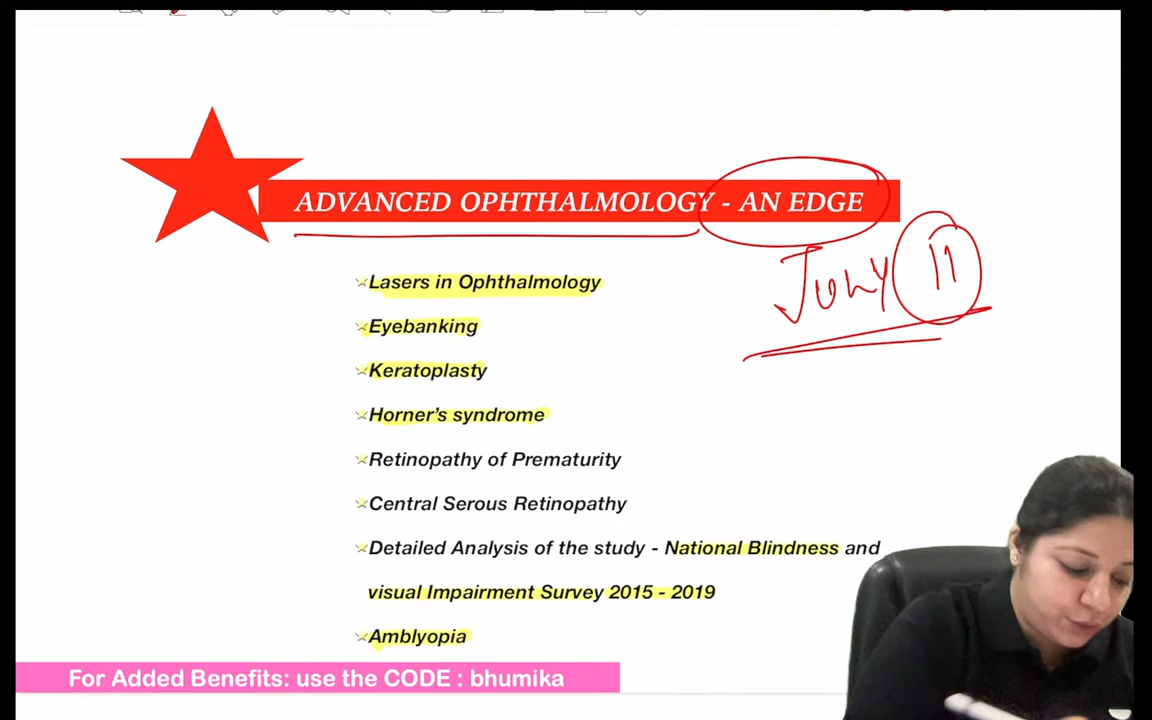 ADVANCED OPHTHALMOLOGY - AN EDGE
Lasers in Ophthalmology
Eyebanking
Keratoplasty
Horner's syndrome
Retinopathy of Prematurity
Central Serous Retinopathy
Detailed Analysis of the study - National Blindness and
visual Impairment Survey 2015 - 2019
Amblyopia
For Added Benefits: use the CODE : bhumika
11